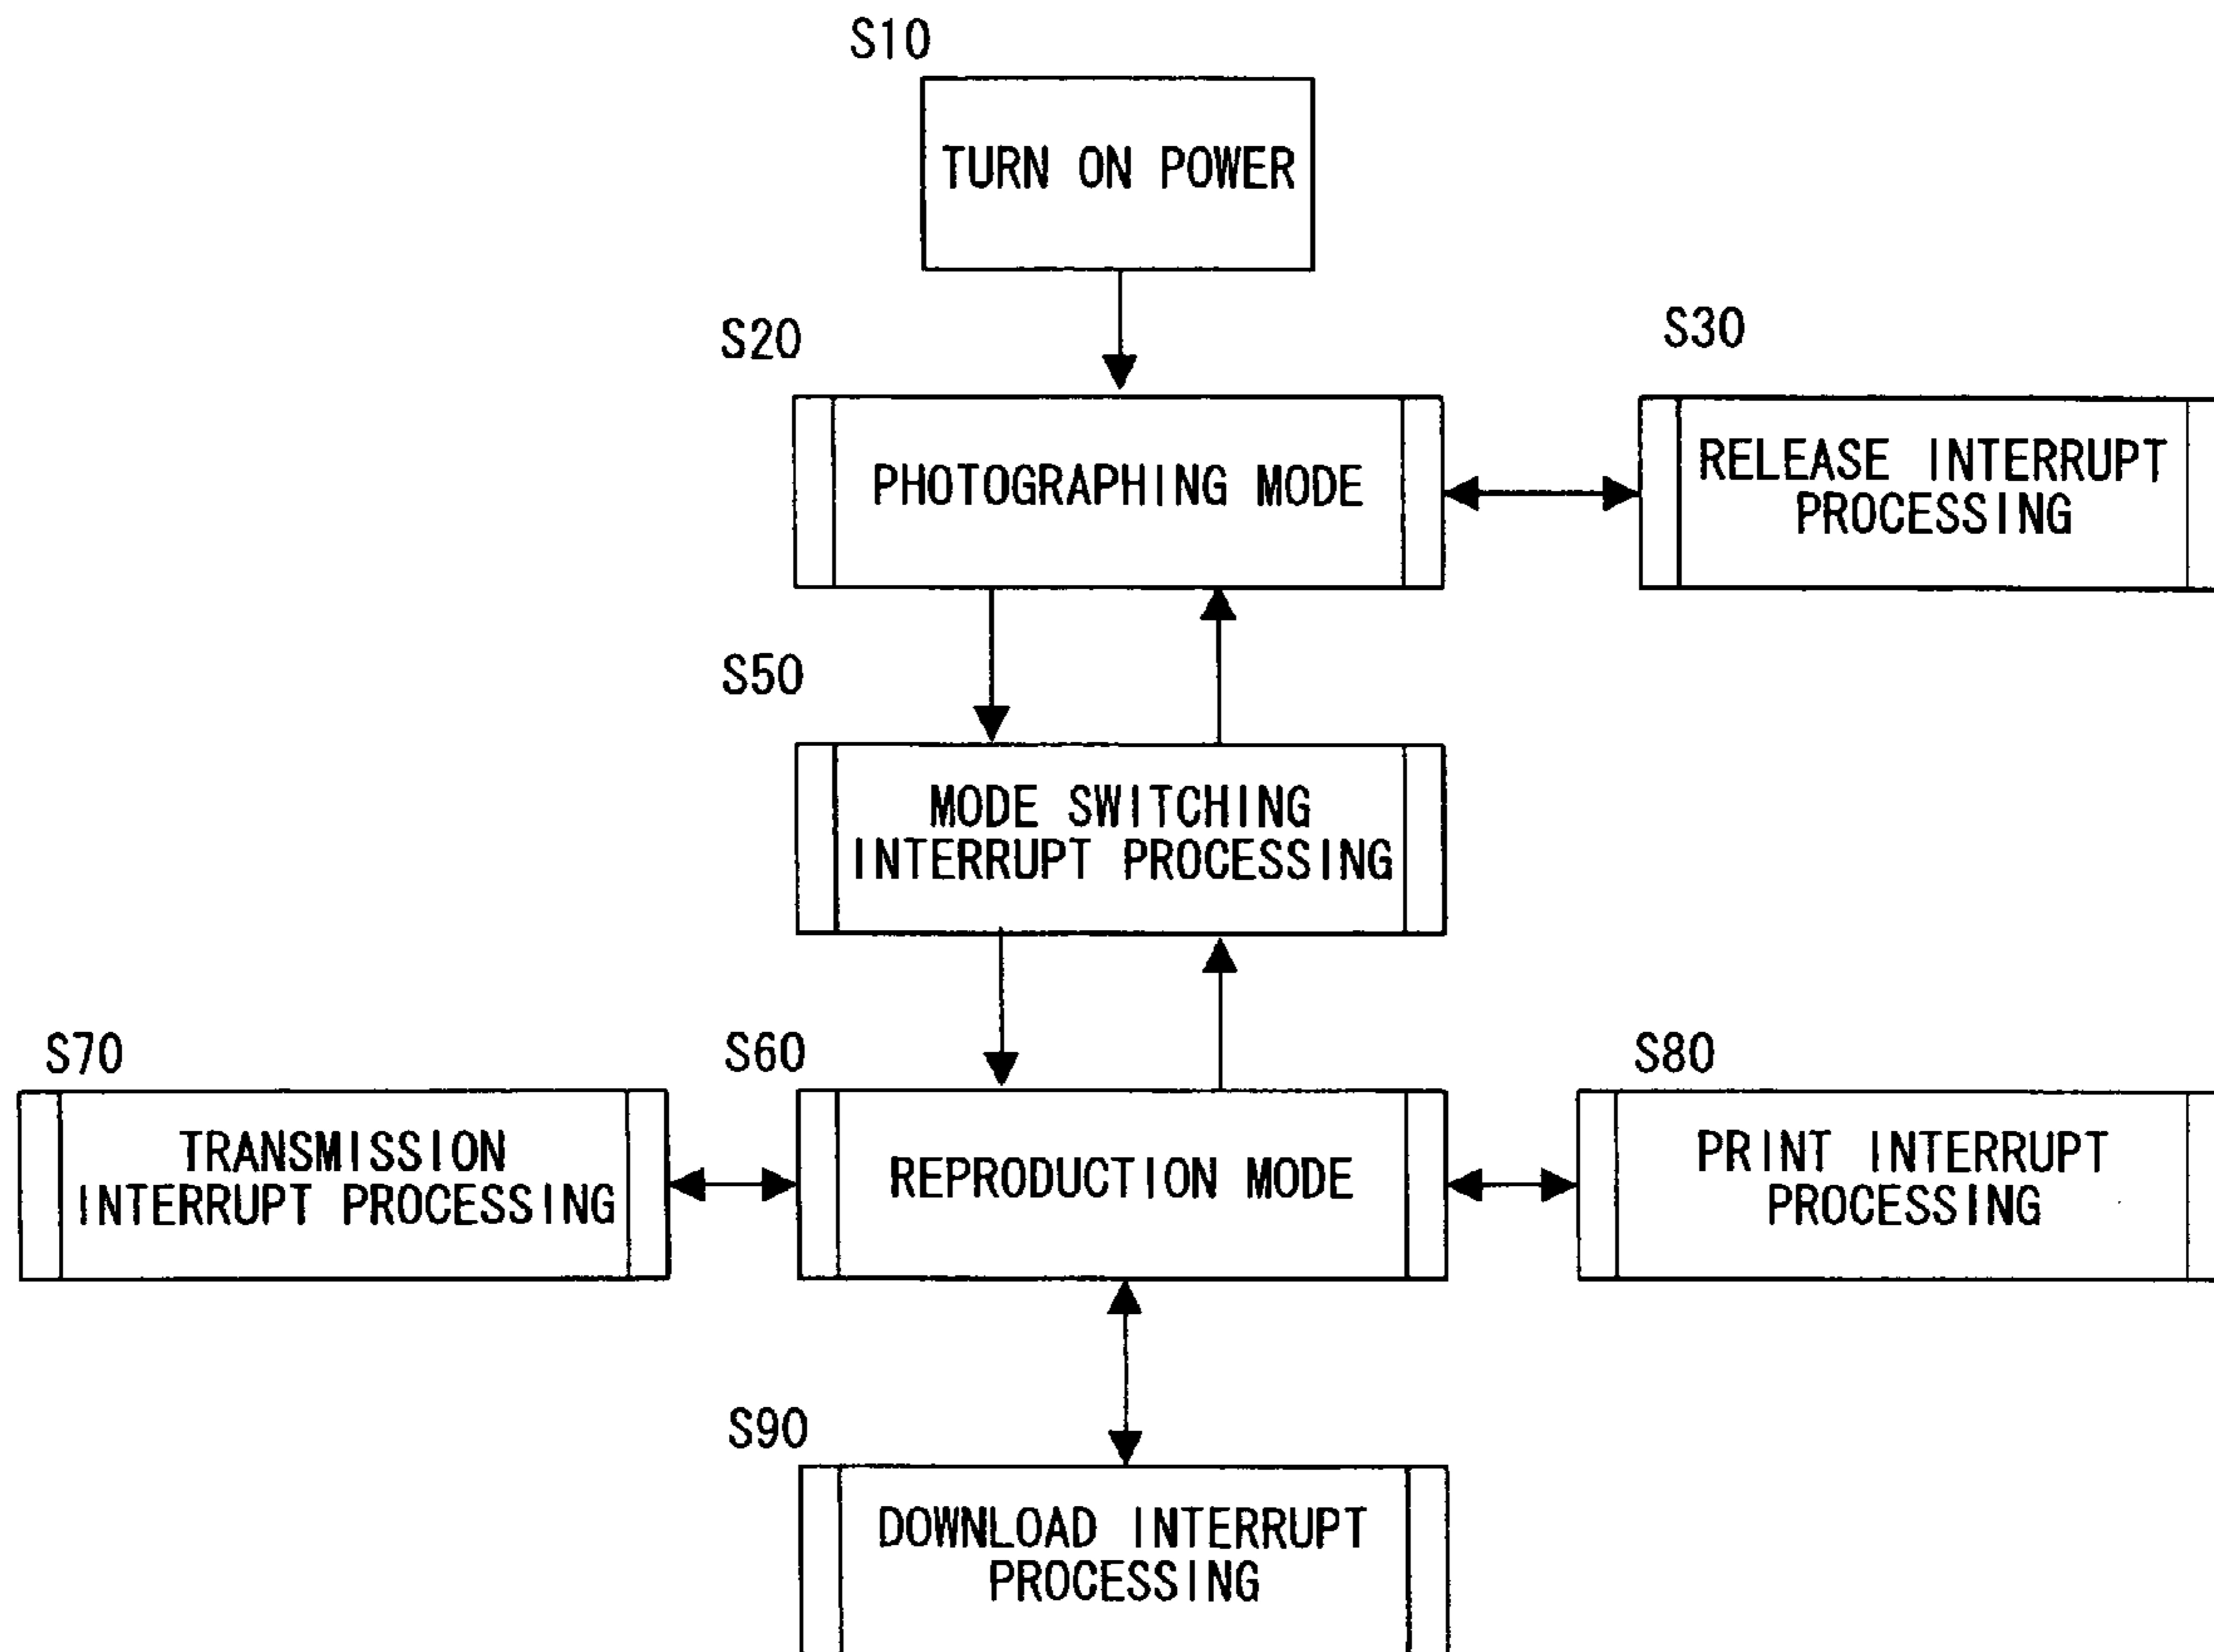 S10
TURN ON POWER
S20
PHOTOGRAPHING MODE
S30
RELEASE INTERRUPT
PROCESSING
S50
MODE SWITCHING
INTERRUPT PROCESSING
S70
TRANSMISSION
INTERRUPT PROCESSING
S60
REPRODUCTION MODE
S80
PRINT INTERRUPT
PROCESSING
S90
DOWNLOAD INTERRUPT
PROCESSING